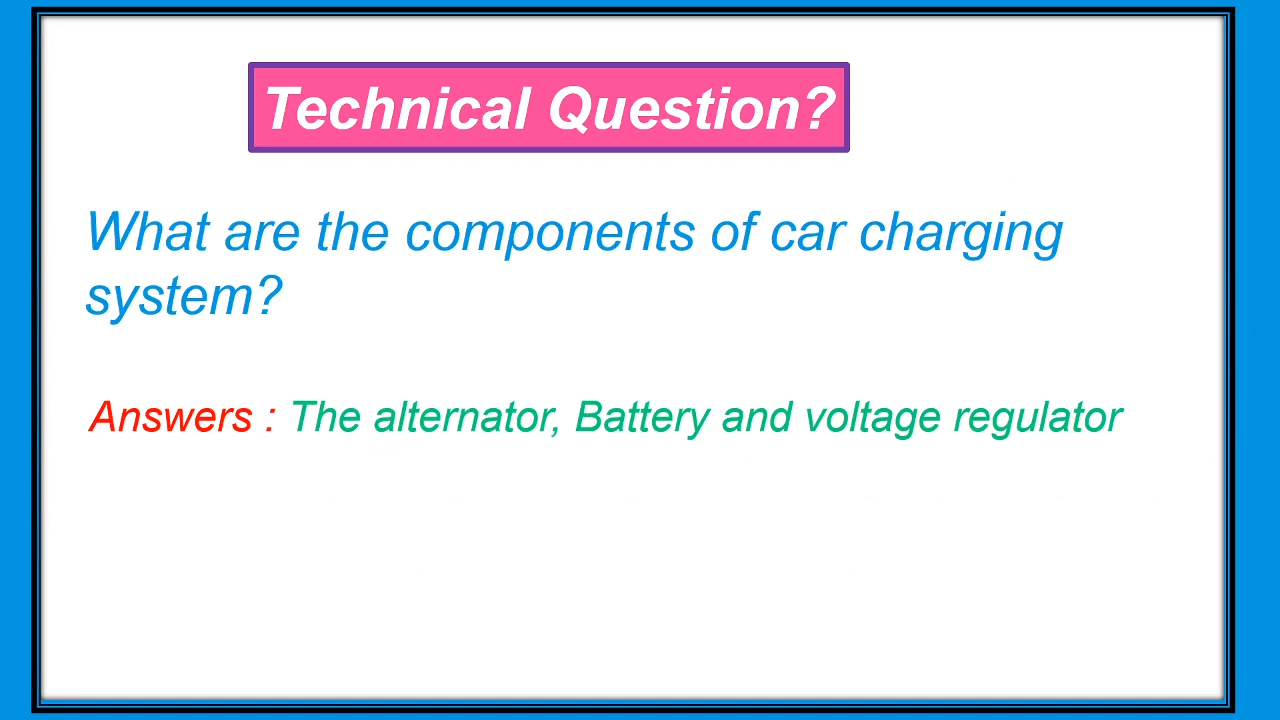 Technical Question?
What are the components of car charging
system?
Answers : The alternator, Battery and voltage regulator